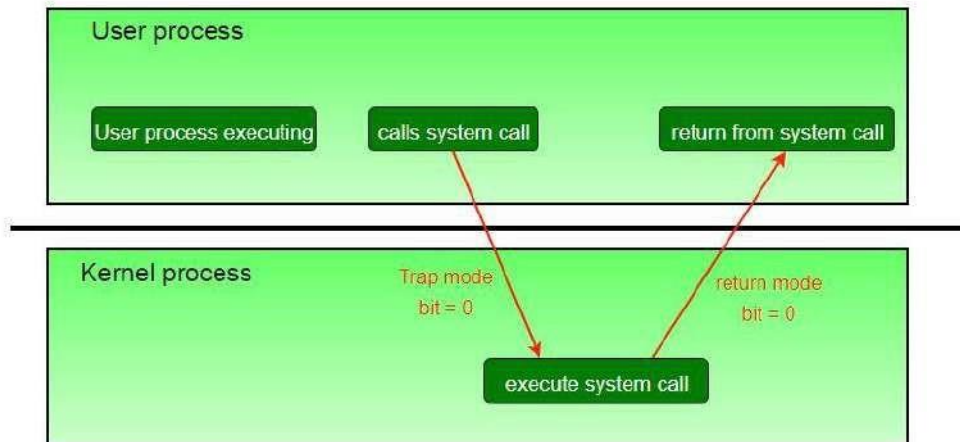 User process
User process executing
calls system call
return from system call
Kernel process
Trap mode
bit = 0
return mode
bit = 0
execute system call